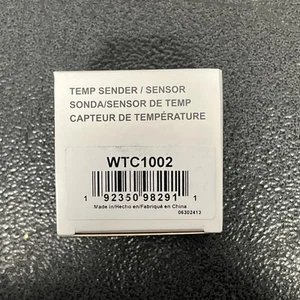 TEMP SENDER / SENSOR
SONDA/SENSOR DE TEMP
CAPTEUR DE TEMPÉRATURE
WTC1002
1 92350 98291 1
Made in/Hecho en/Fabriqué en China
06302413